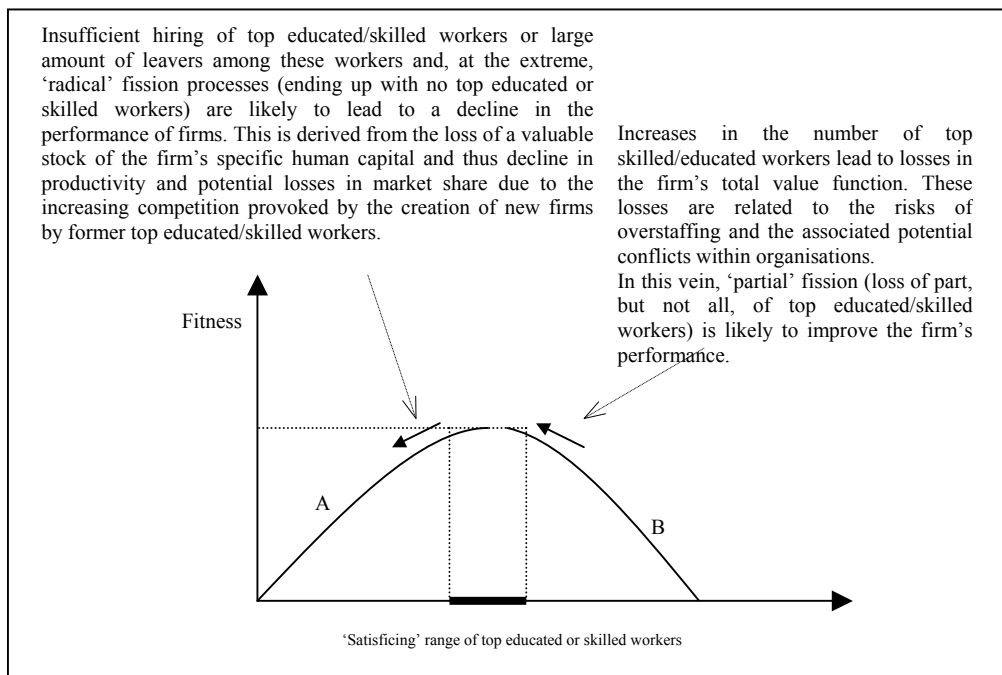 Insufficient hiring of top educated/skilled workers or large
amount of leavers among these workers and, at the extreme,
‘radical’ fission processes (ending up with no top educated or
skilled workers) are likely to lead to a decline in the
performance of firms. This is derived from the loss of a valuable
stock of the firm’s specific human capital and thus decline in
productivity and potential losses in market share due to the
increasing competition provoked by the creation of new firms
by former top educated/skilled workers.
Increases in the number of top
skilled/educated workers lead to losses in
the firm’s total value function. These
losses are related to the risks of
overstaffing and the associated potential
conflicts within organisations.
In this vein, ‘partial’ fission (loss of part,
but not all, of top educated/skilled
workers) is likely to improve the firm’s
performance.
Fitness
A
B
‘Satisficing’ range of top educated or skilled workers